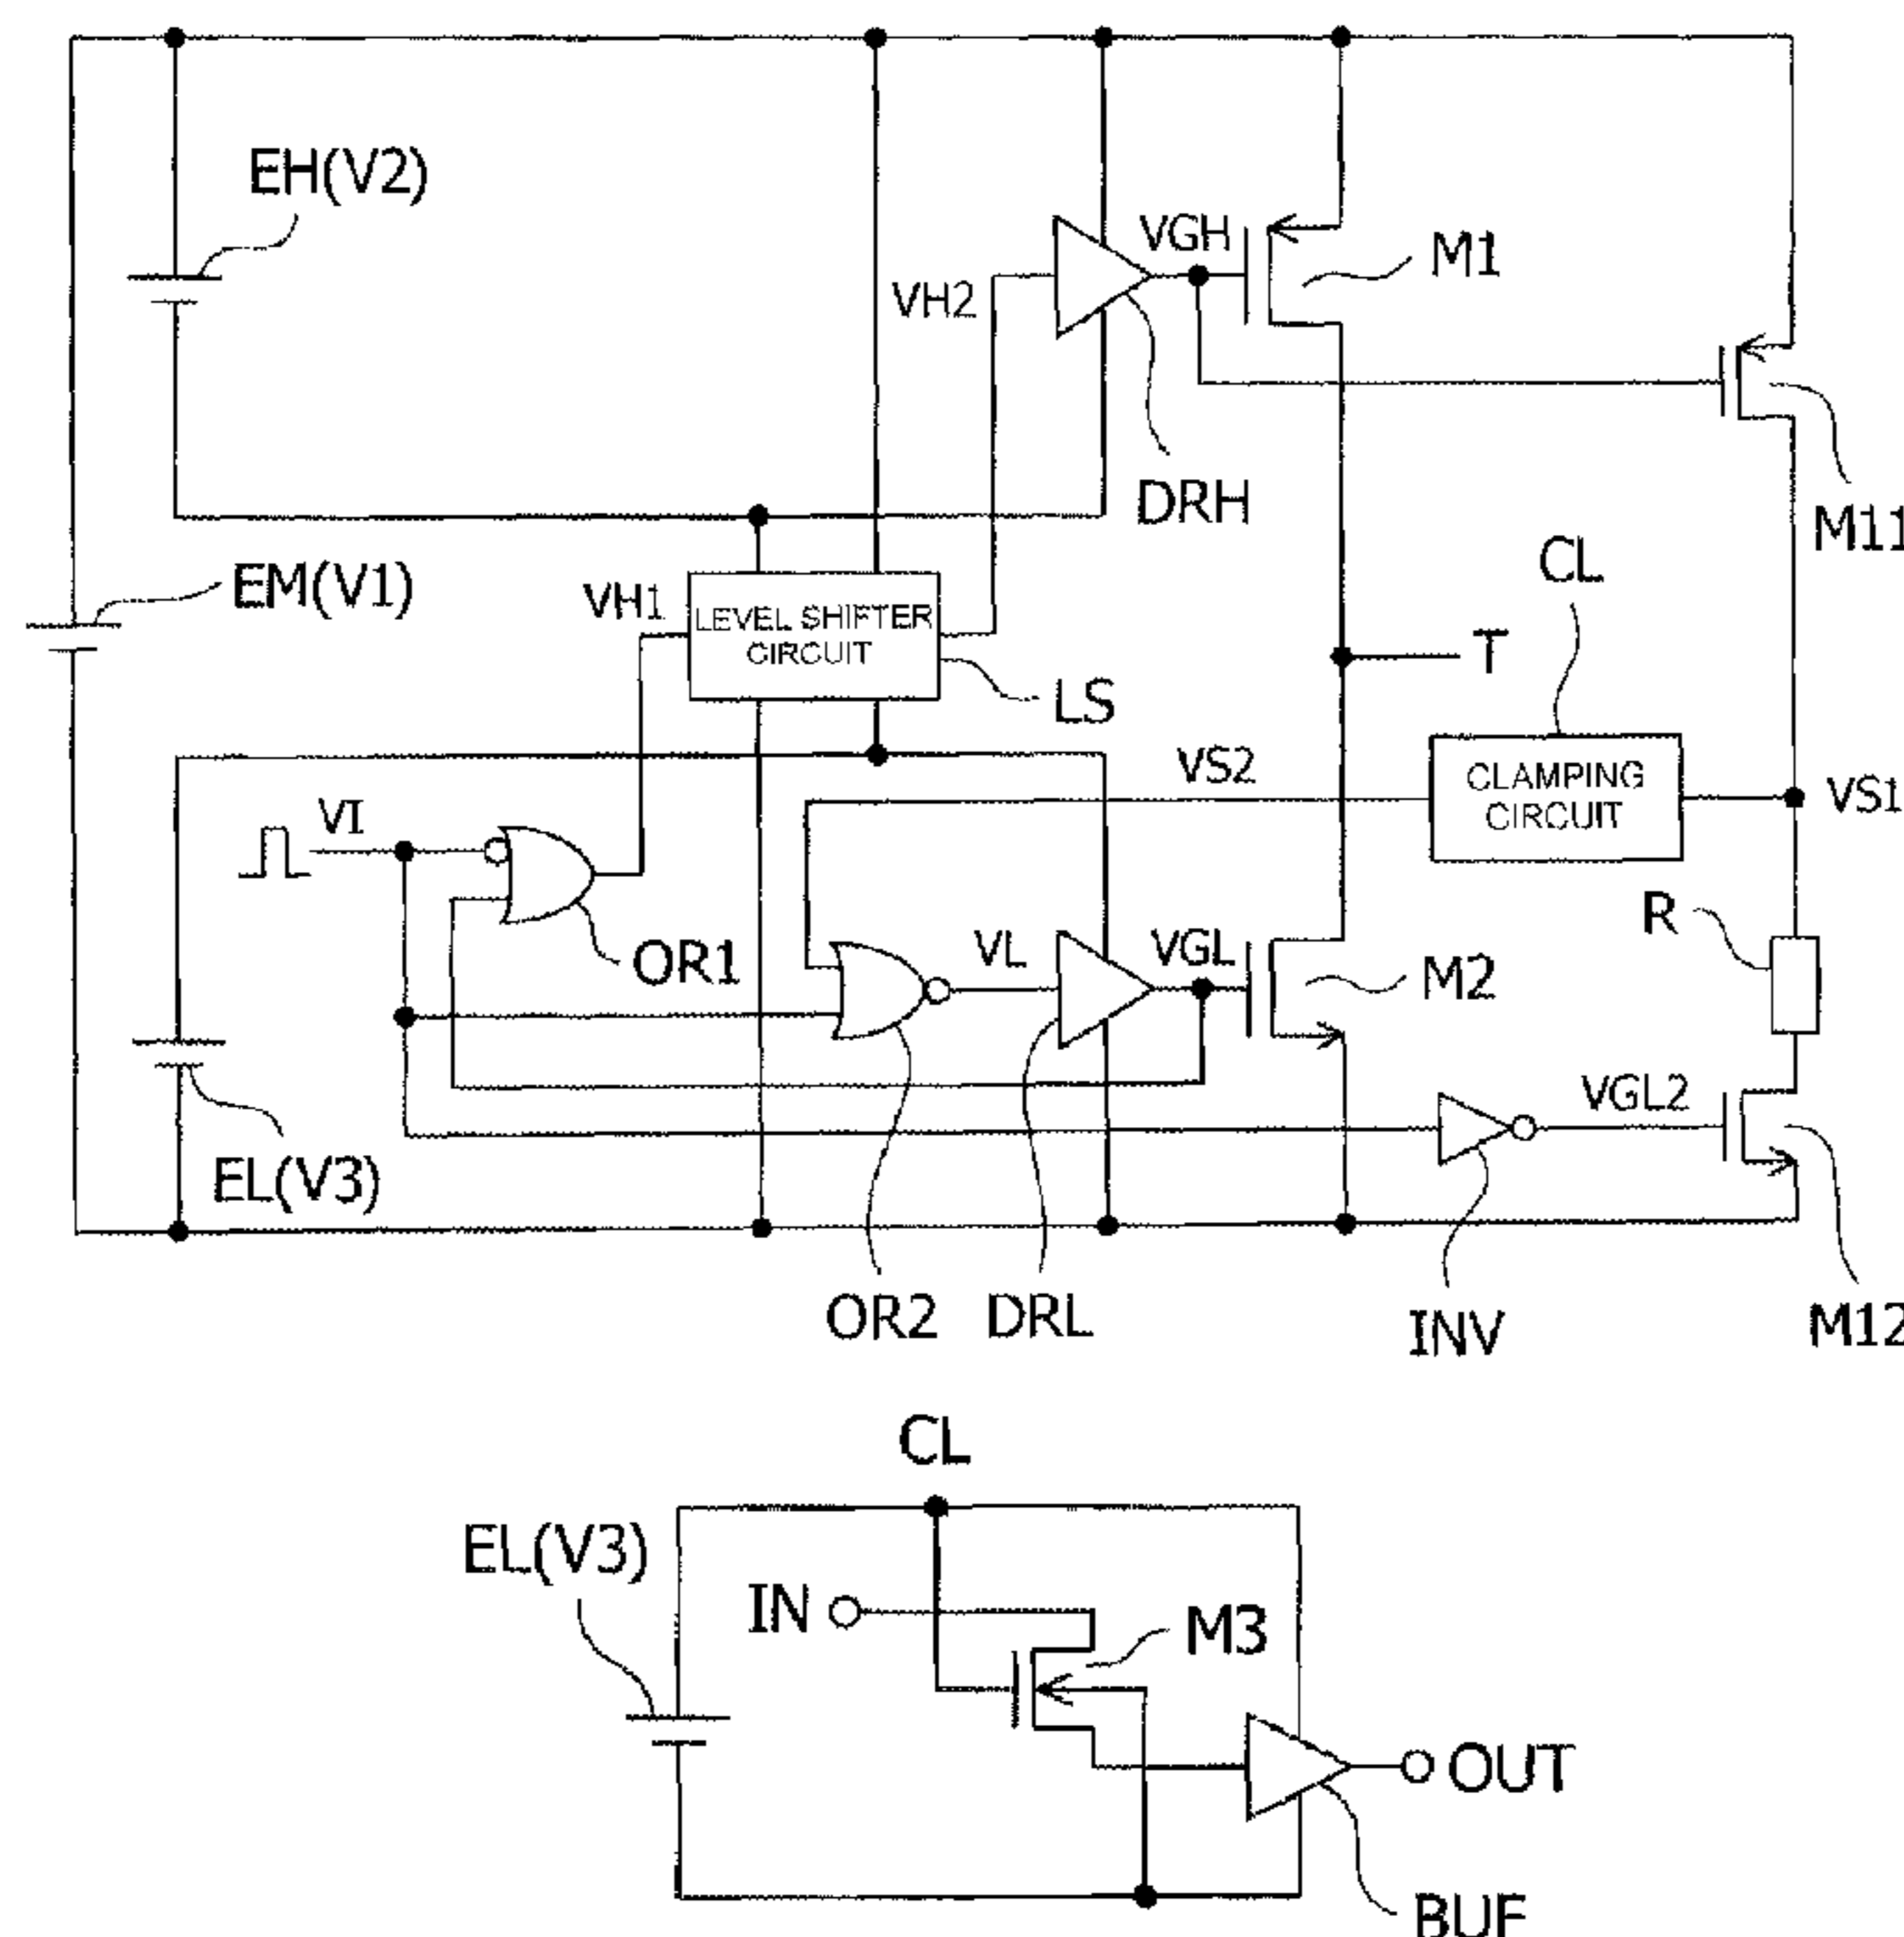 EH(V2)
VGH
M1
VH2
DRH
M11
EM(V1)
VH1
LEVEL SHIFTER
CIRCUIT
CL
T
LS
VS2
CLAMPING
CIRCUIT
VS1
VI
OR1
VL
VGL
M2
R
VGL2
EL(V3)
OR2
DRL
INV
M12
CL
EL(V3)
IN
M3
OUT
BUF